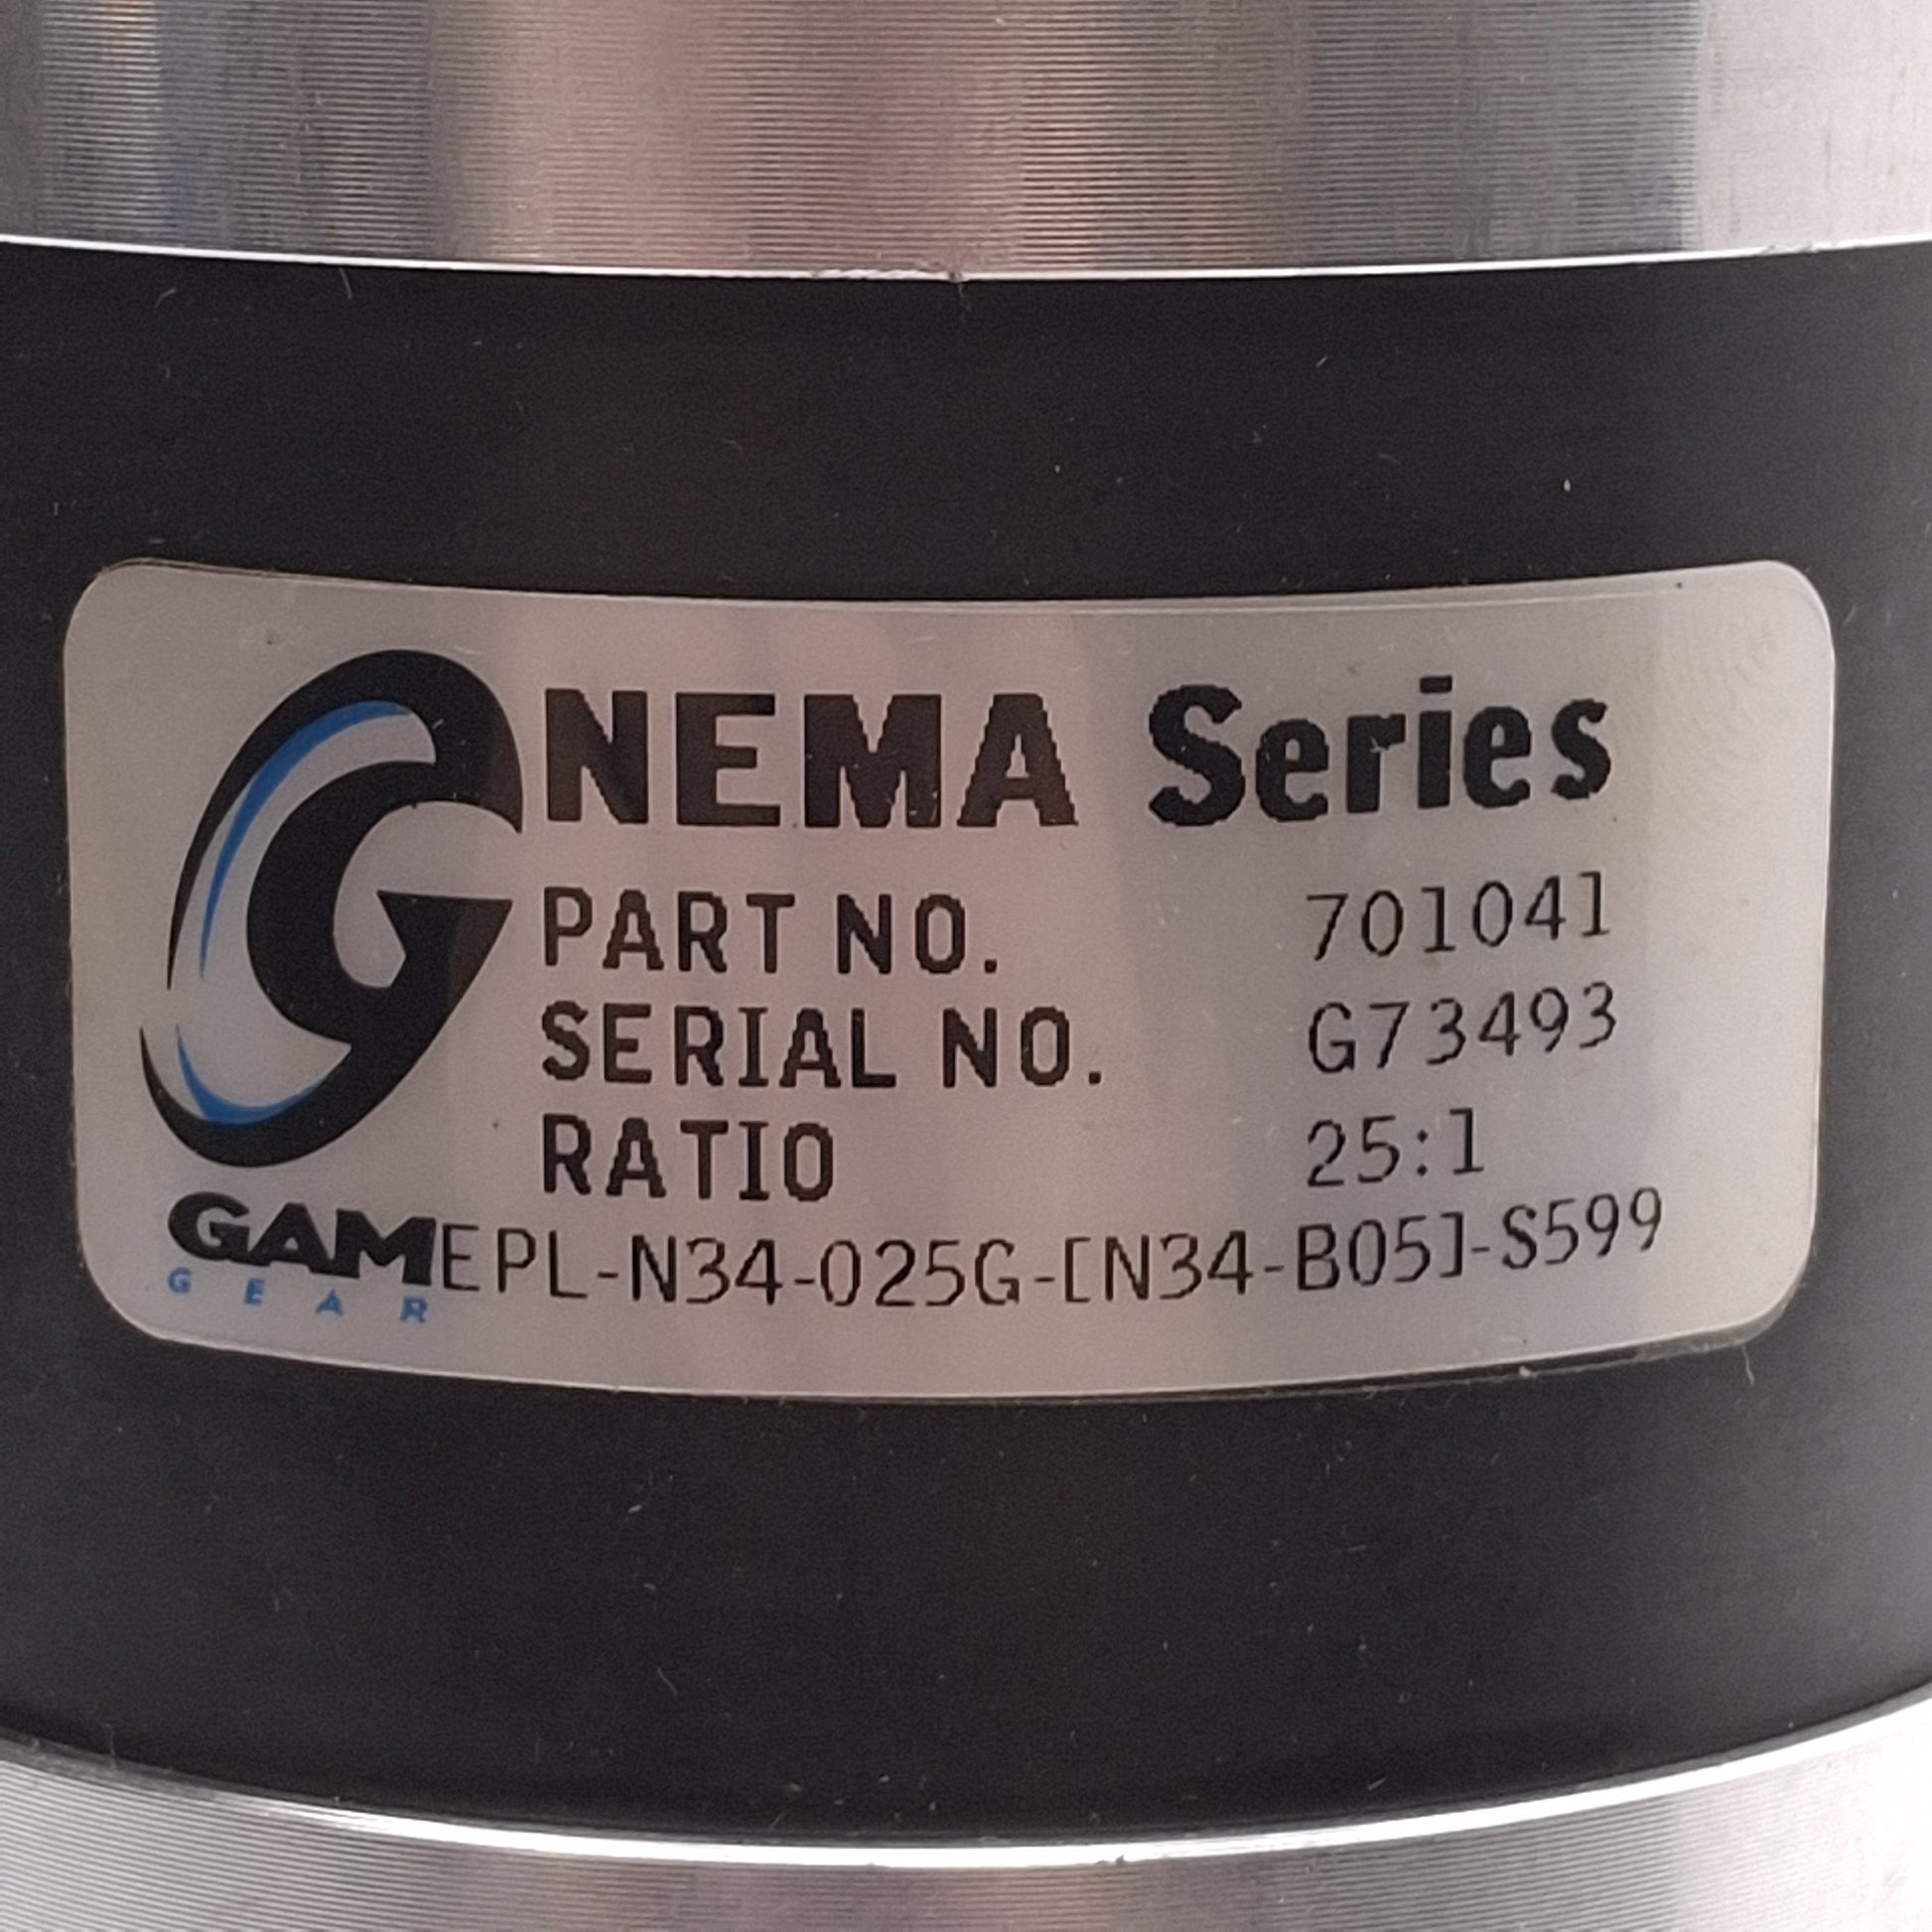 NEMA Series
PART NO. 701041
SERIAL NO. G73493
RATIO 25:1
GAM EPL-N34-025G-[N34-B05]-S599
GEAR